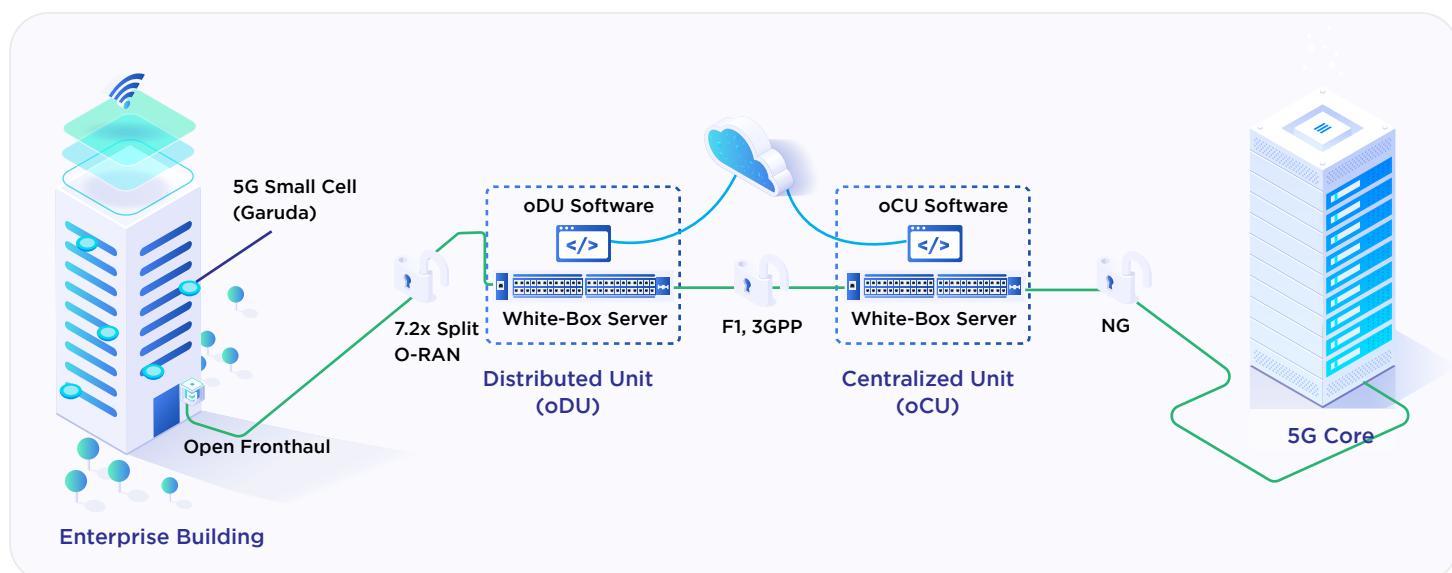 5G Small Cell
(Garuda)
oDU Software
</>
White-Box Server
oCU Software
</>
White-Box Server
7.2x Split
O-RAN
F1, 3GPP
NG
Distributed Unit
(oDU)
Centralized Unit
(oCU)
Open Fronthaul
5G Core
Enterprise Building